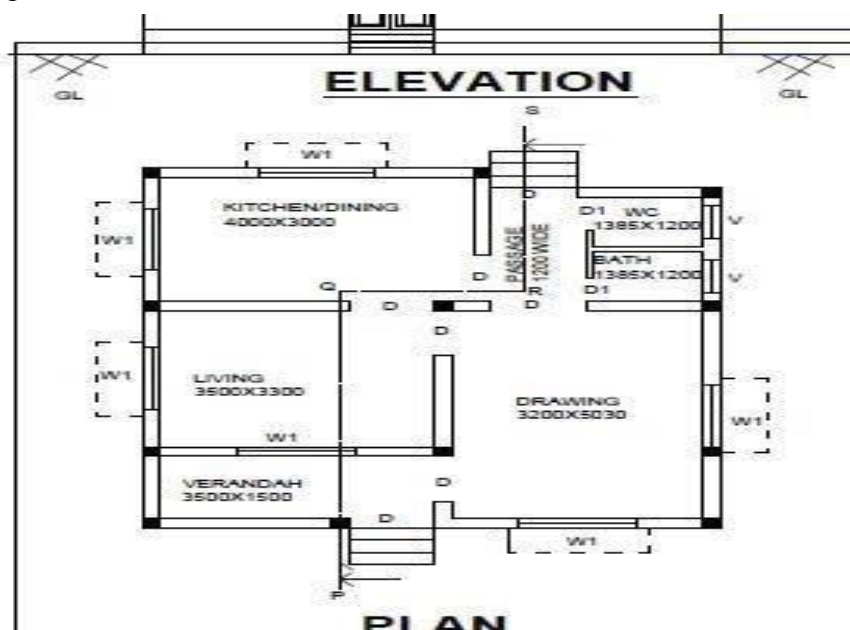 ELEVATION
GL
GL
S
W1
KITCHEN/DINING
4000X3000
D
D1
WC
1385X1200
V
W1
PASSAGE
1200 WIDE
BATH
1385X1200
V
D
Q
R
D1
D
D
D
W1
LIVING
3500X3300
DRAWING
3200X5030
W1
W1
VERANDAH
3500X1500
D
D
W1
P
PLAN